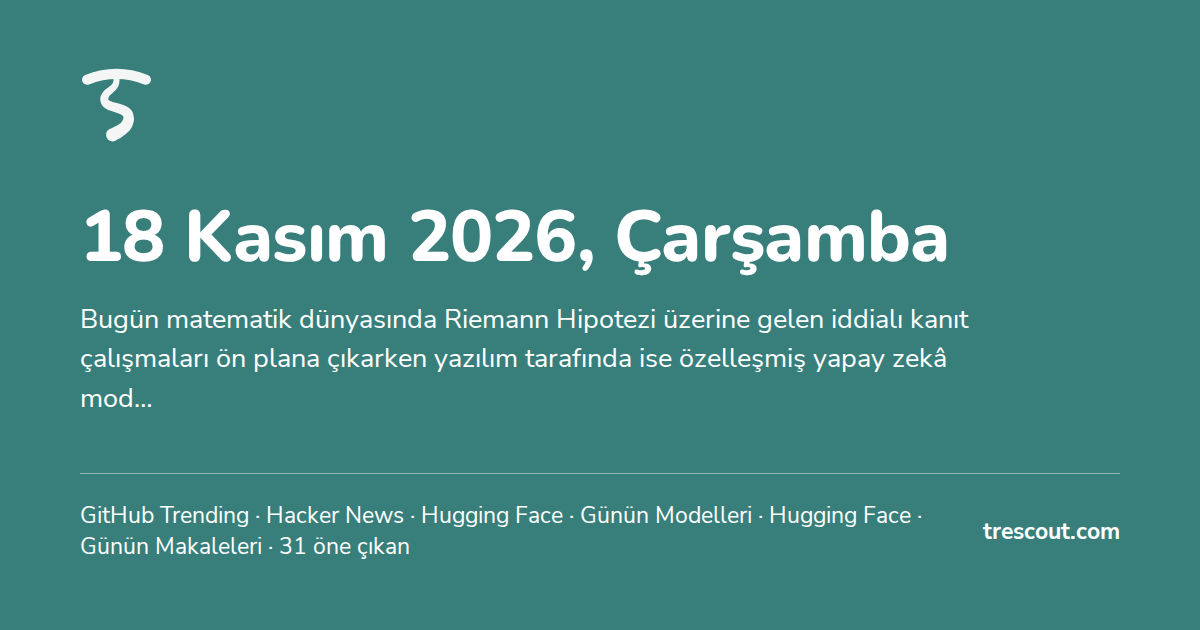 18 Kasım 2026, Çarşamba
Bugün matematik dünyasında Riemann Hipotezi üzerine gelen iddialı kanıt
çalışmaları ön plana çıkarken yazılım tarafında ise özelleşmiş yapay zekâ
mod...
GitHub Trending · Hacker News · Hugging Face · Günün Modelleri · Hugging Face ·
Günün Makaleleri · 31 öne çıkan
trescout.com